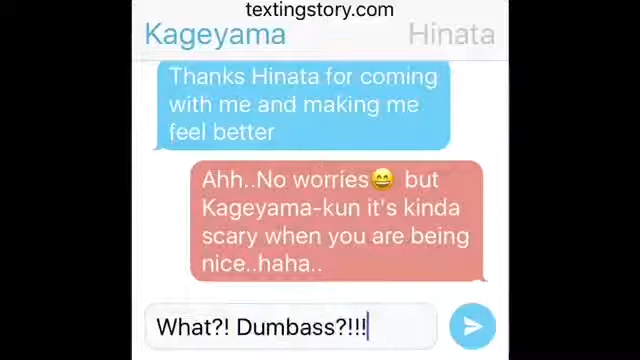 textingstory.com
Kageyama Hinata
Thanks Hinata for coming
with me and making me
feel better
Ahh..No worries😄 but
Kageyama-kun it's kinda
scary when you are being
nice..haha..
What?! Dumbass?!!!